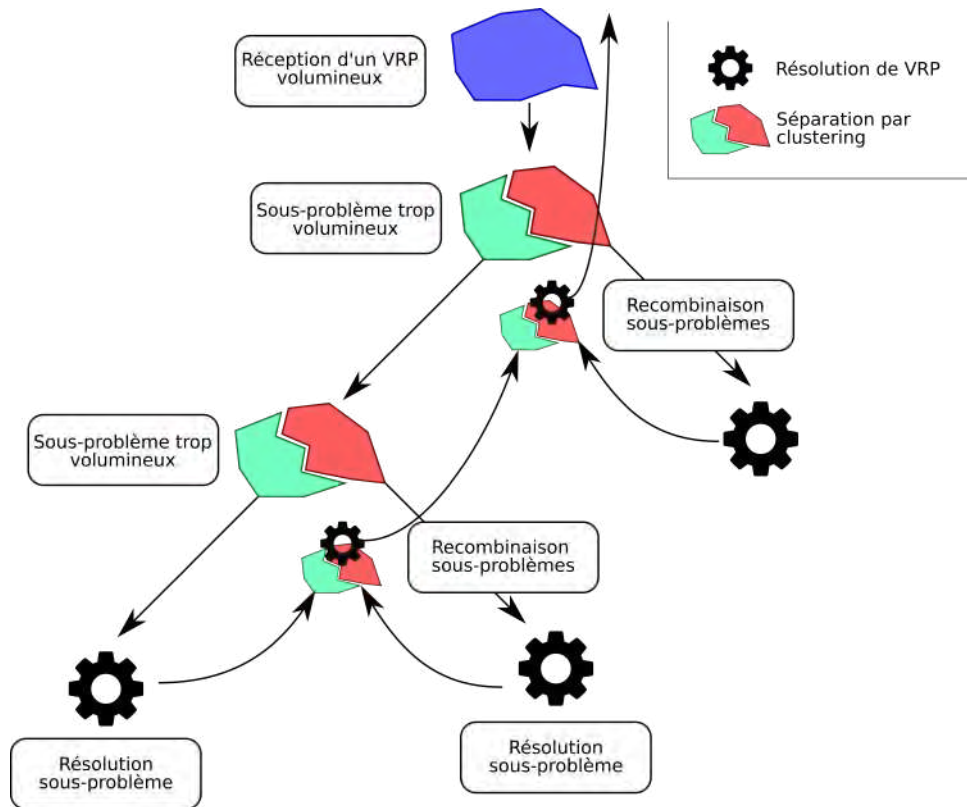 Réception d'un VRP
volumineux
Résolution de VRP
Séparation par
clustering
Sous-problème trop
volumineux
Recombinaison
sous-problèmes
Sous-problème trop
volumineux
Recombinaison
sous-problèmes
Résolution
sous-problème
Résolution
sous-problème